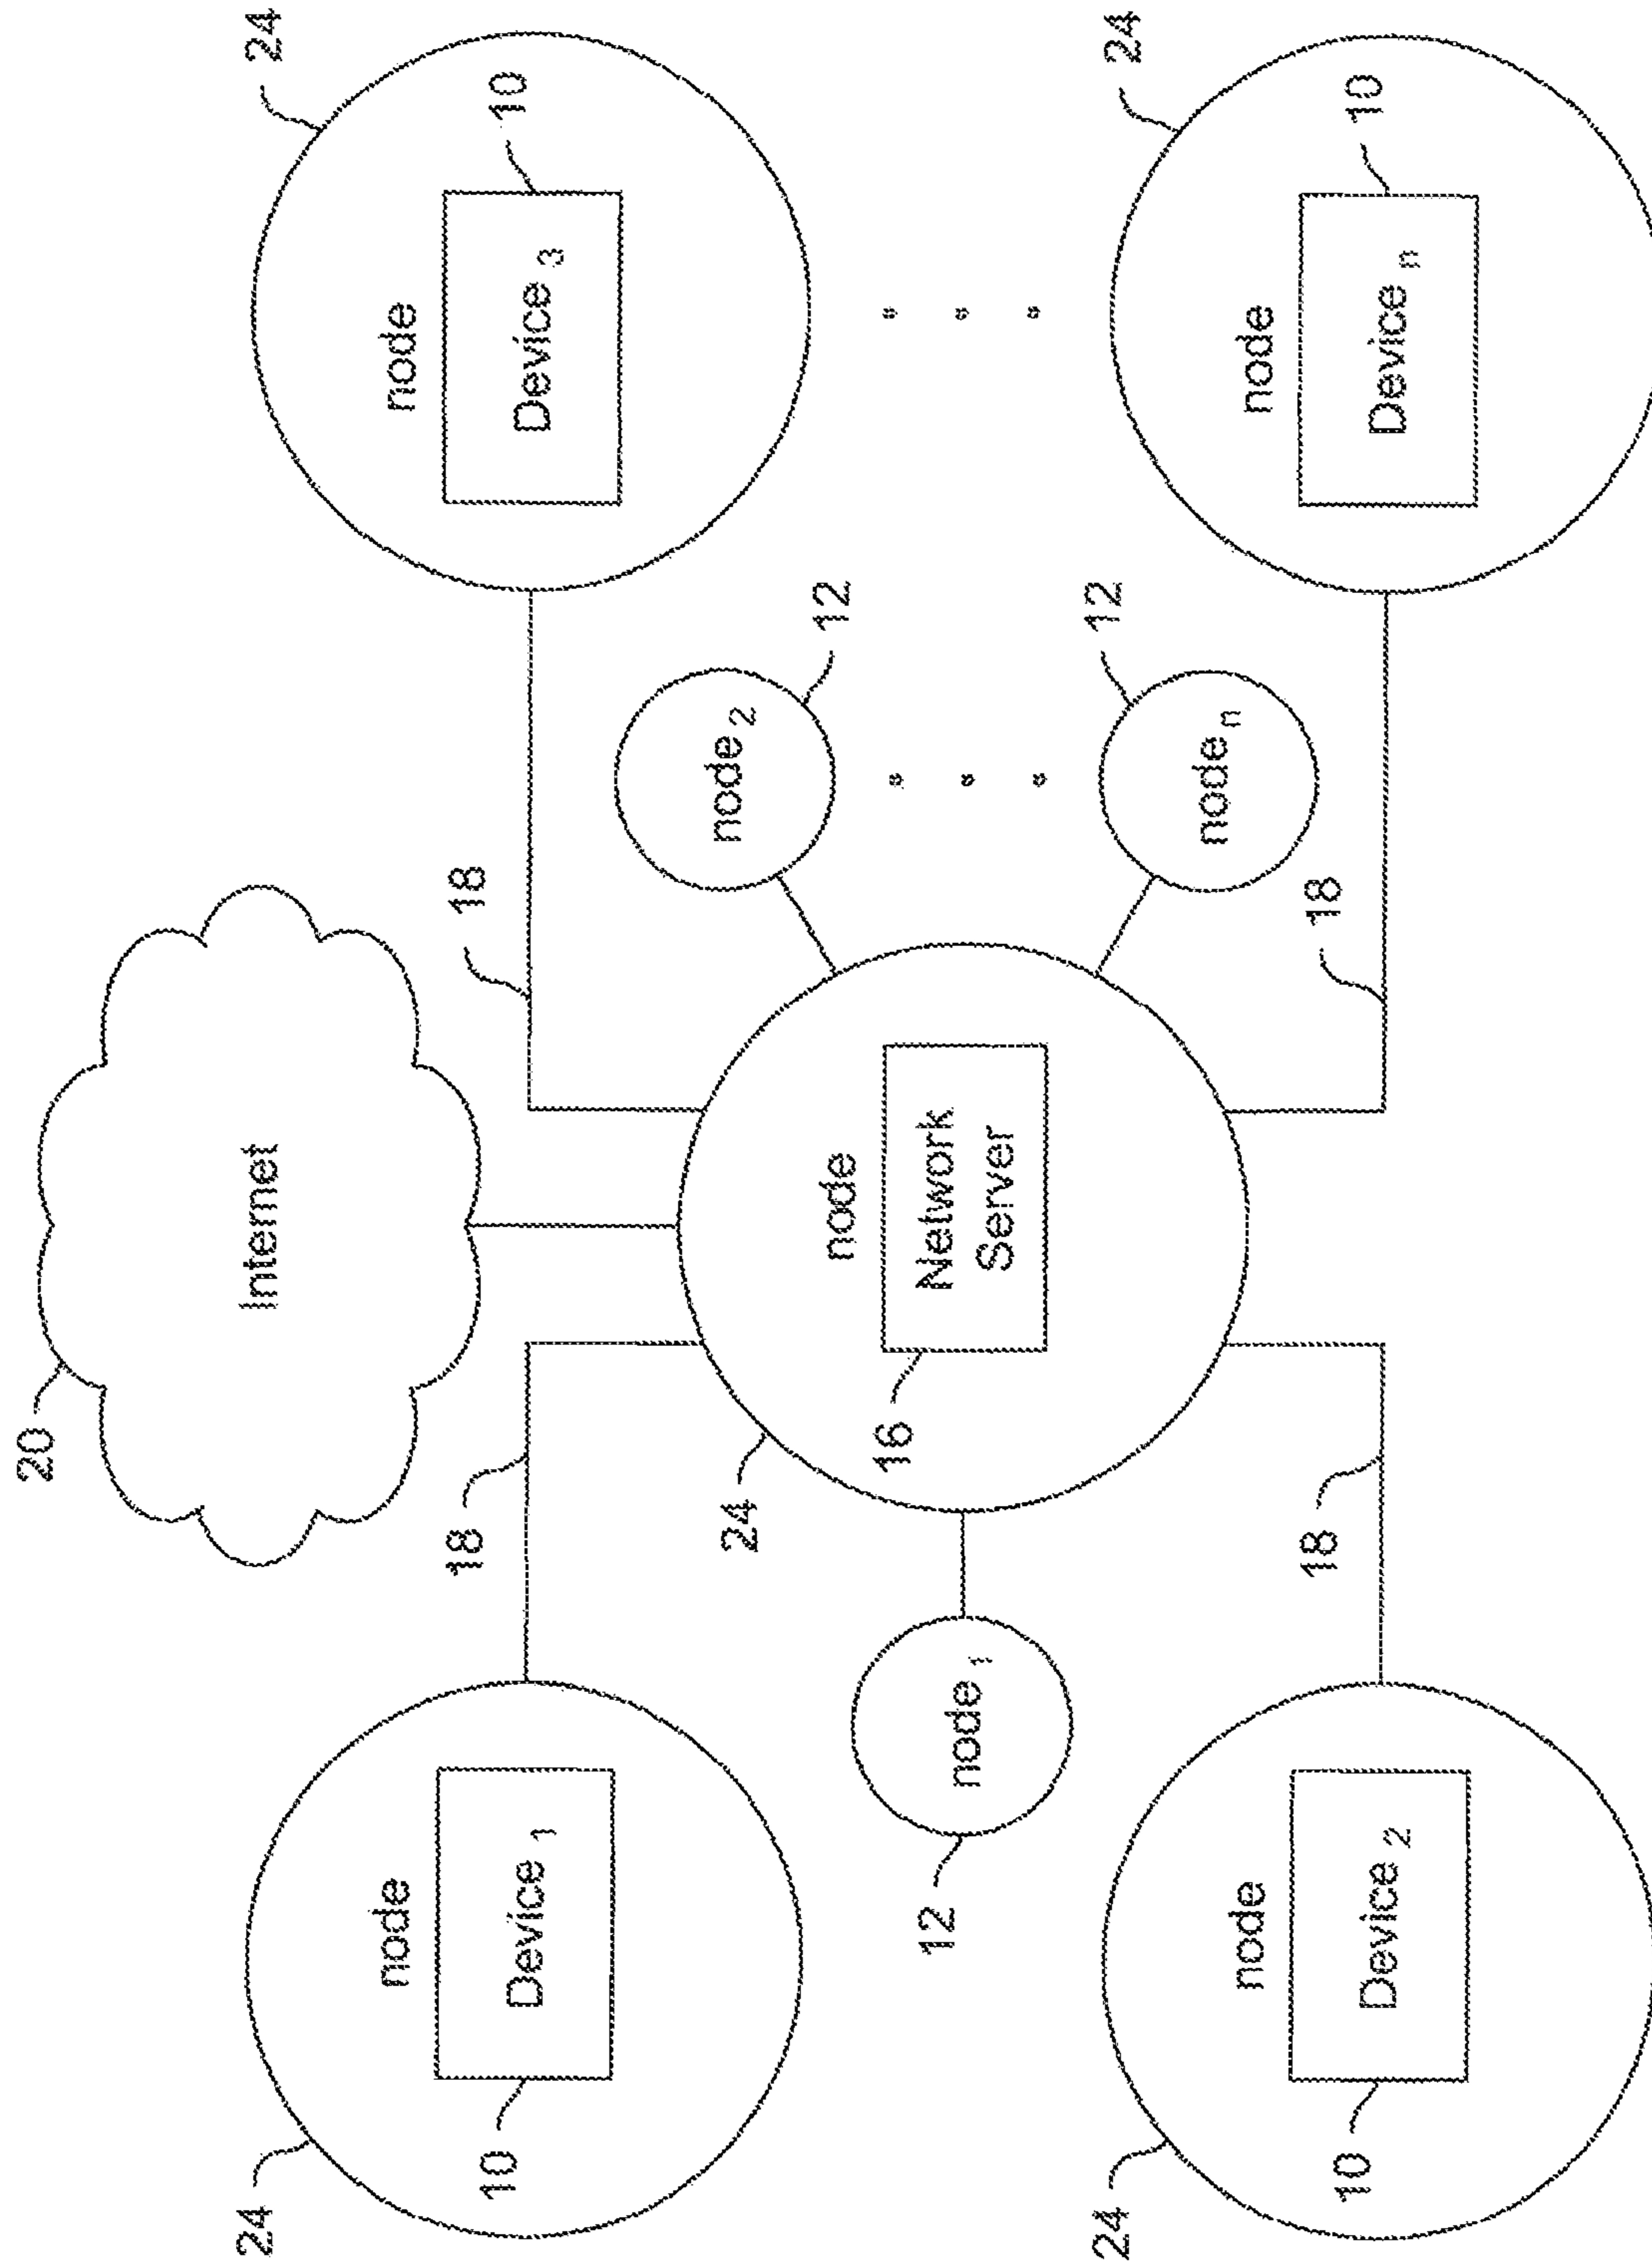 20
Internet
24
24
node
node
18
18
10
Device 1
Device 3
10
24
node 2
12
node
16
Network
Server
12
node 1
24
12
24
node n
node
node
18
18
10
Device 2
Device n
10